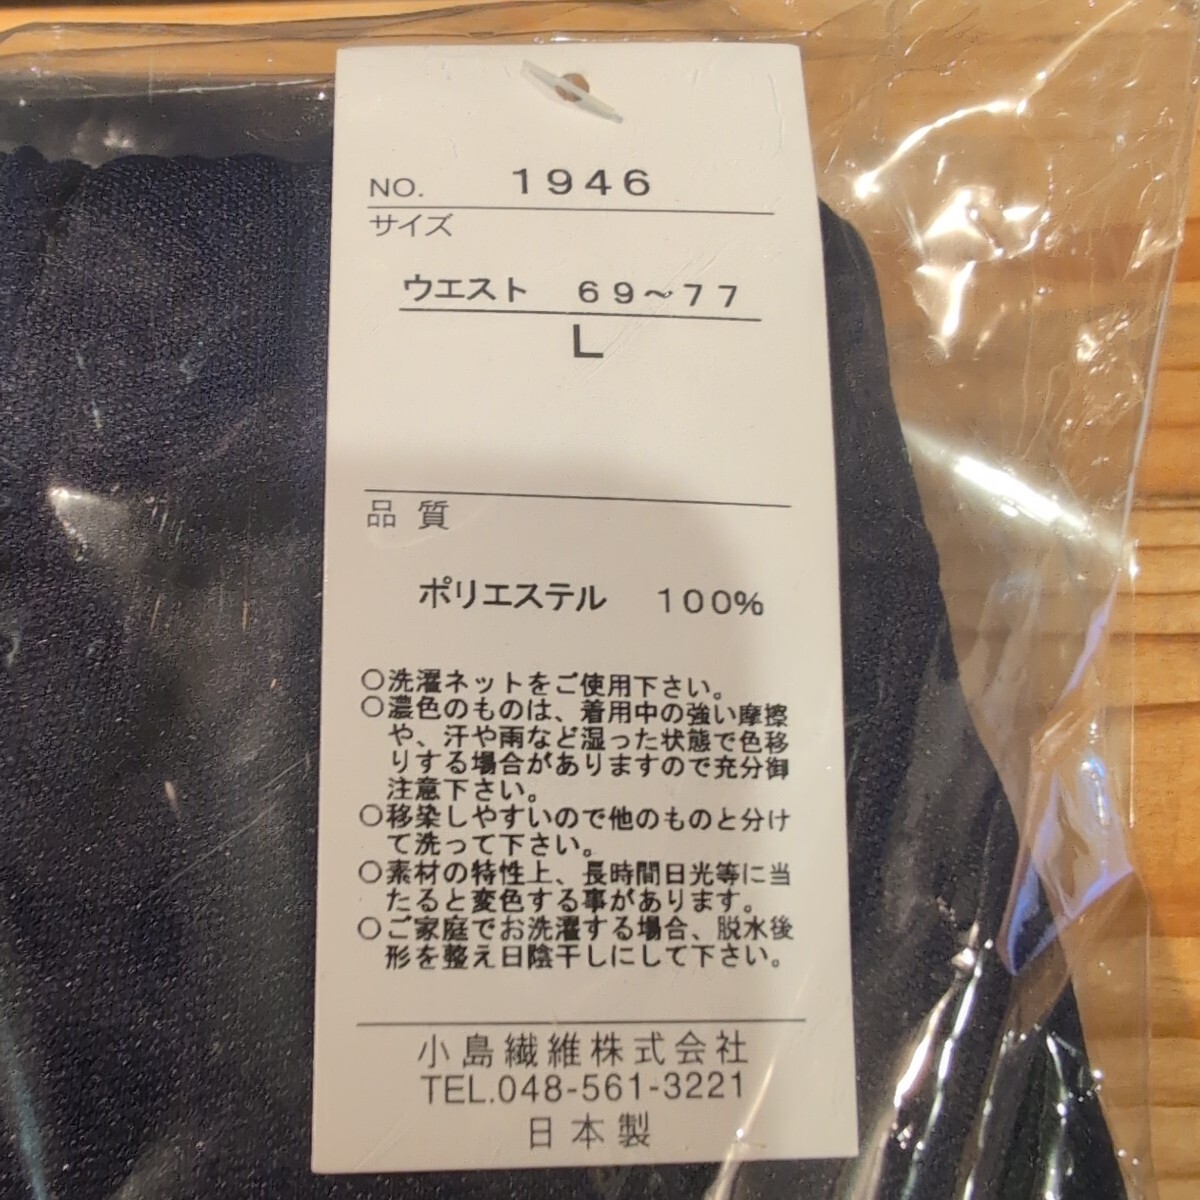 NO. 1946
サイズ
ウエスト 69～77
L
品質
ポリエステル 100%
○洗濯ネットをご使用下さい。
○濃色のものは、着用中の強い摩擦
や、汗や雨など湿った状態で色移
りする場合がありますので充分御
注意下さい。
○移染しやすいので他のものと分け
て洗って下さい。
○素材の特性上、長時間日光等に当
たると変色する事があります。
○ご家庭でお洗濯する場合、脱水後
形を整え日陰干しにして下さい。
小島繊維株式会社
TEL.048-561-3221
日本製